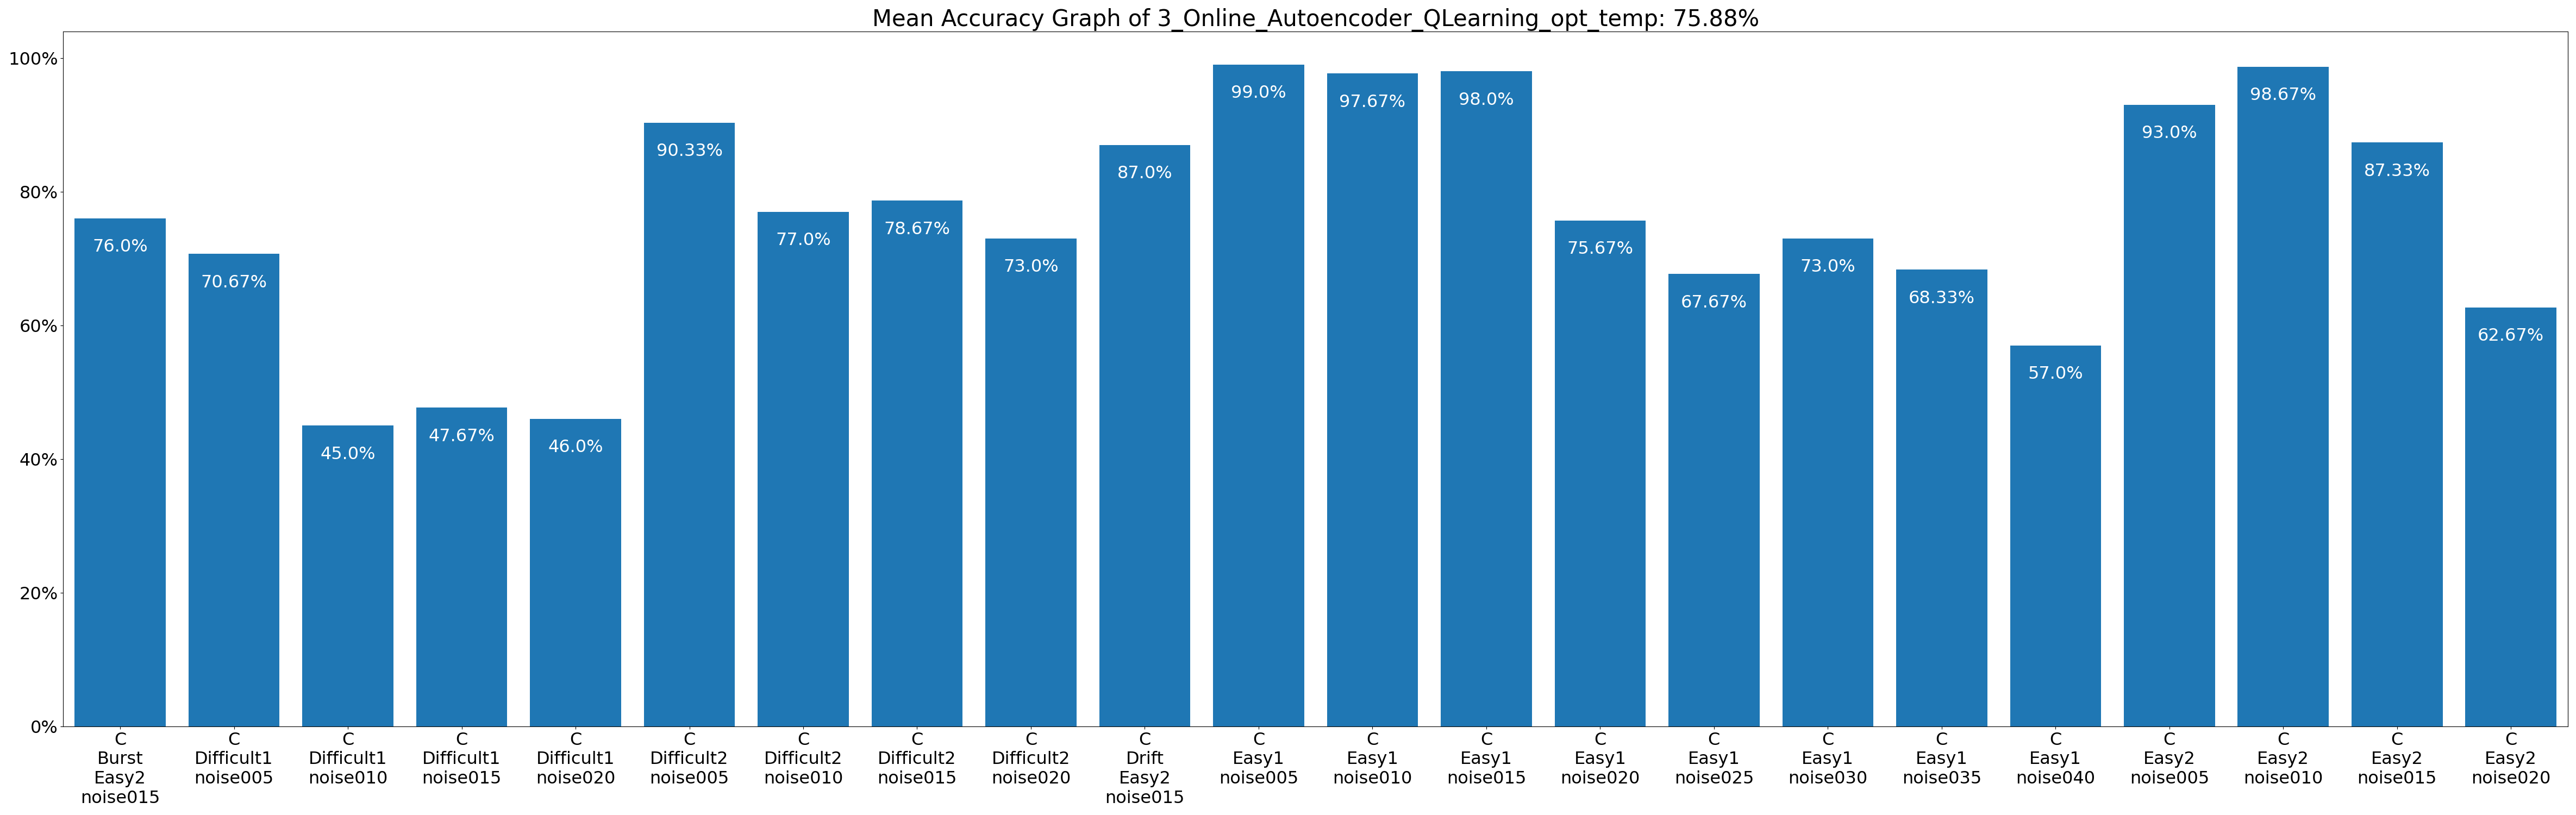 Mean Accuracy Graph of 3_Online_Autoencoder_QLearning_opt_temp: 75.88%
100%
80%
60%
40%
20%
0%
76.0%
70.67%
45.0%
47.67%
46.0%
90.33%
77.0%
78.67%
73.0%
87.0%
99.0%
97.67%
98.0%
75.67%
67.67%
73.0%
68.33%
57.0%
93.0%
98.67%
87.33%
62.67%
C
Burst
Easy2
noise015
C
Difficult1
noise005
C
Difficult1
noise010
C
Difficult1
noise015
C
Difficult1
noise020
C
Difficult2
noise005
C
Difficult2
noise010
C
Difficult2
noise015
C
Difficult2
noise020
C
Drift
Easy2
noise015
C
Easy1
noise005
C
Easy1
noise010
C
Easy1
noise015
C
Easy1
noise020
C
Easy1
noise025
C
Easy1
noise030
C
Easy1
noise035
C
Easy1
noise040
C
Easy2
noise005
C
Easy2
noise010
C
Easy2
noise015
C
Easy2
noise020